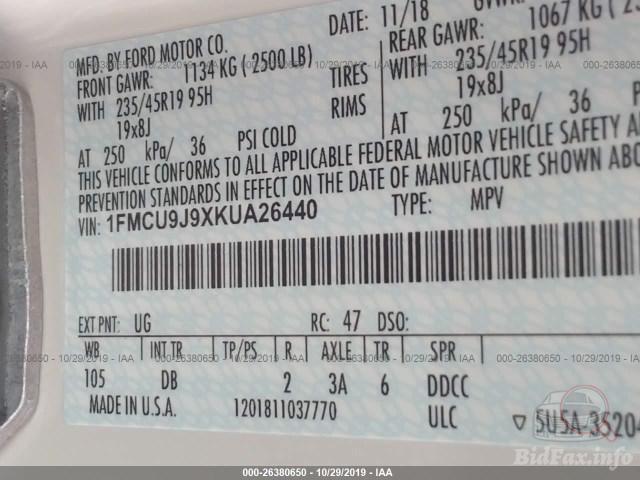 DATE: 11/18
MFD. BY FORD MOTOR CO.
FRONT GAWR: 1134 KG ( 2500 LB)
REAR GAWR: 1067 KG
WITH 235/45R19 95H TIRES WITH 235/45R19 95H
19x8J RIMS 19x8J
AT 250 kPa/ 36 PSI COLD AT 250 kPa/ 36
THIS VEHICLE CONFORMS TO ALL APPLICABLE FEDERAL MOTOR VEHICLE SAFETY
PREVENTION STANDARDS IN EFFECT ON THE DATE OF MANUFACTURE SHOWN
VIN: 1FMCU9J9XKUA26440 TYPE: MPV
EXT PNT: UG RC: 47 DSO:
WB INT TR TP/PS R AXLE TR SPR
105 DB 2 3A 6 DDCC
MADE IN U.S.A. 1201811037770 ULC
5U5A-35204
000-26380650 - 10/29/2019 - IAA
BidFax.info